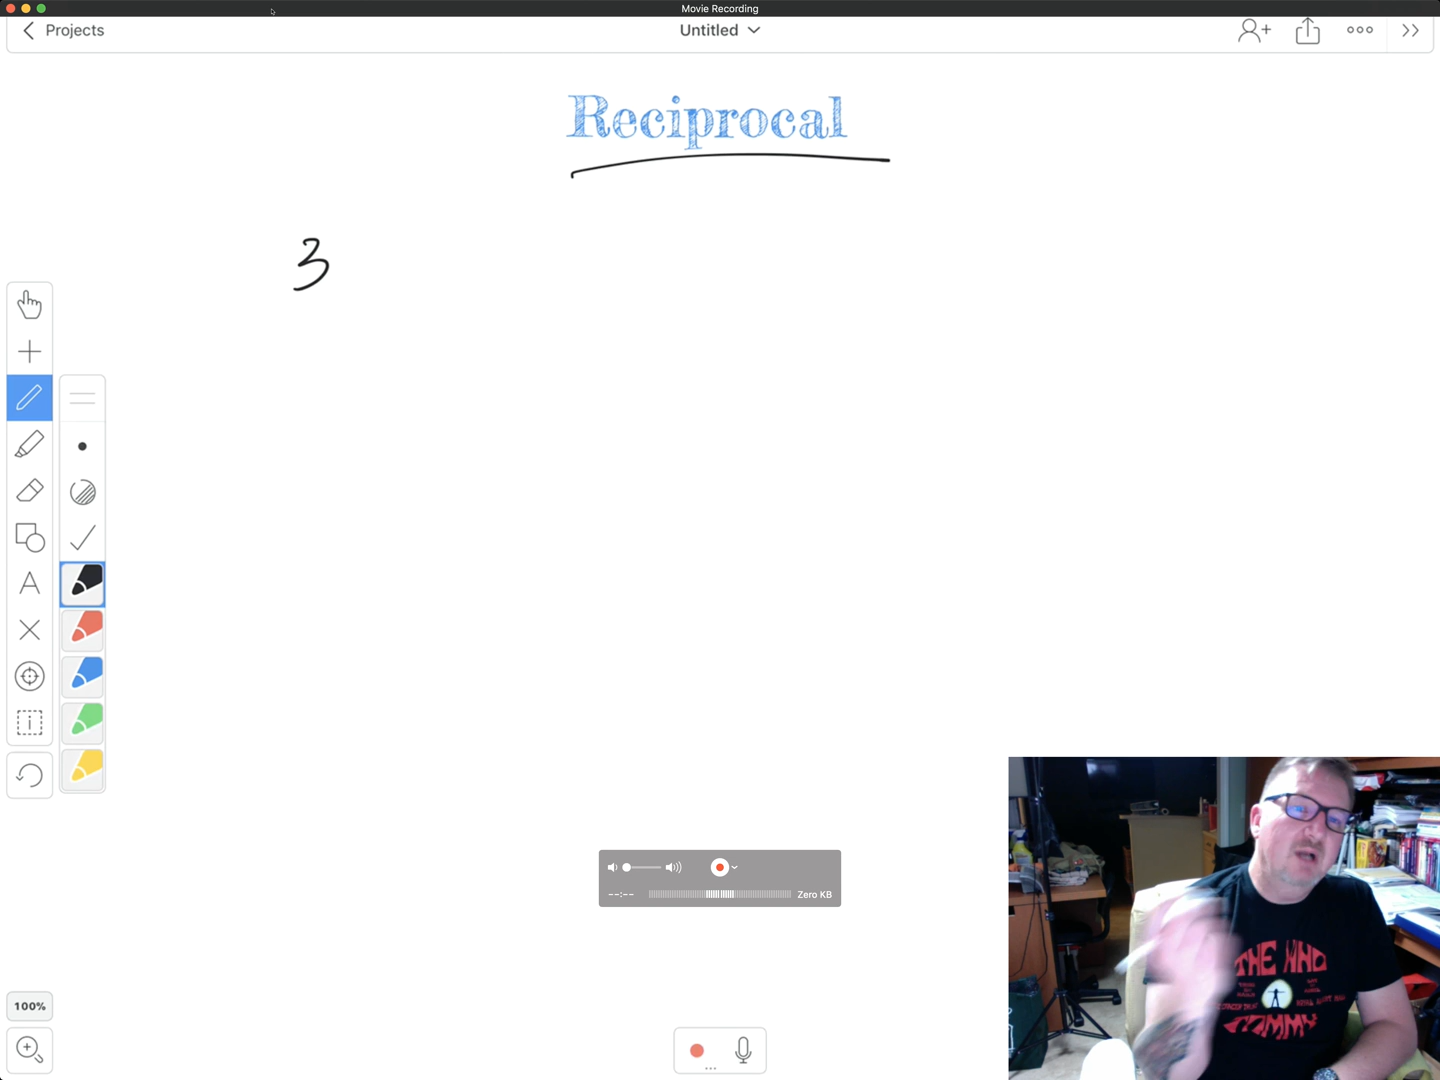 Movie Recording
Projects
Untitled
Reciprocal
3
A
Zero KB
--:--
100%
THE WHO
TOMMY